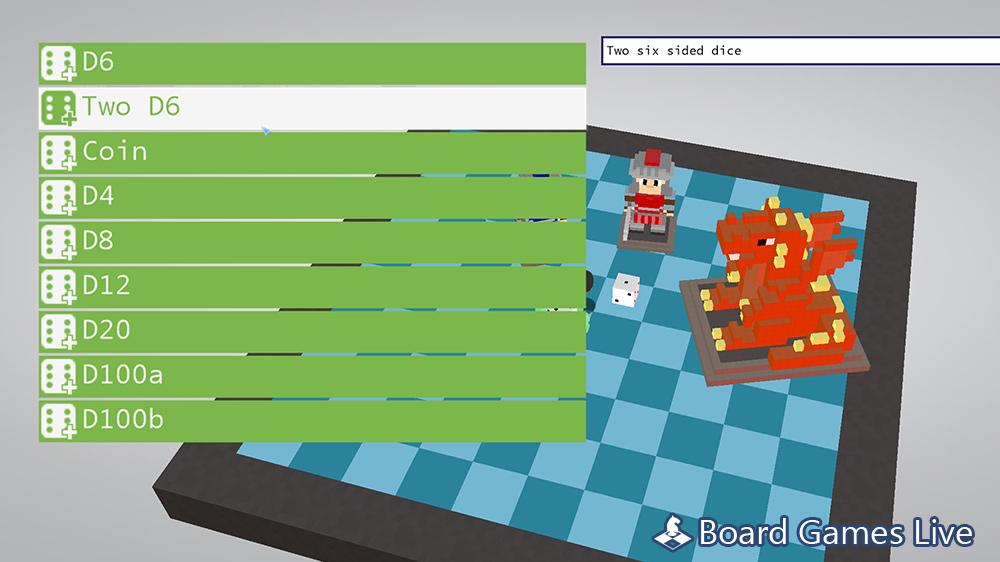 D6
Two D6
Coin
D4
D8
D12
D20
D100a
D100b
Two six sided dice
Board Games Live